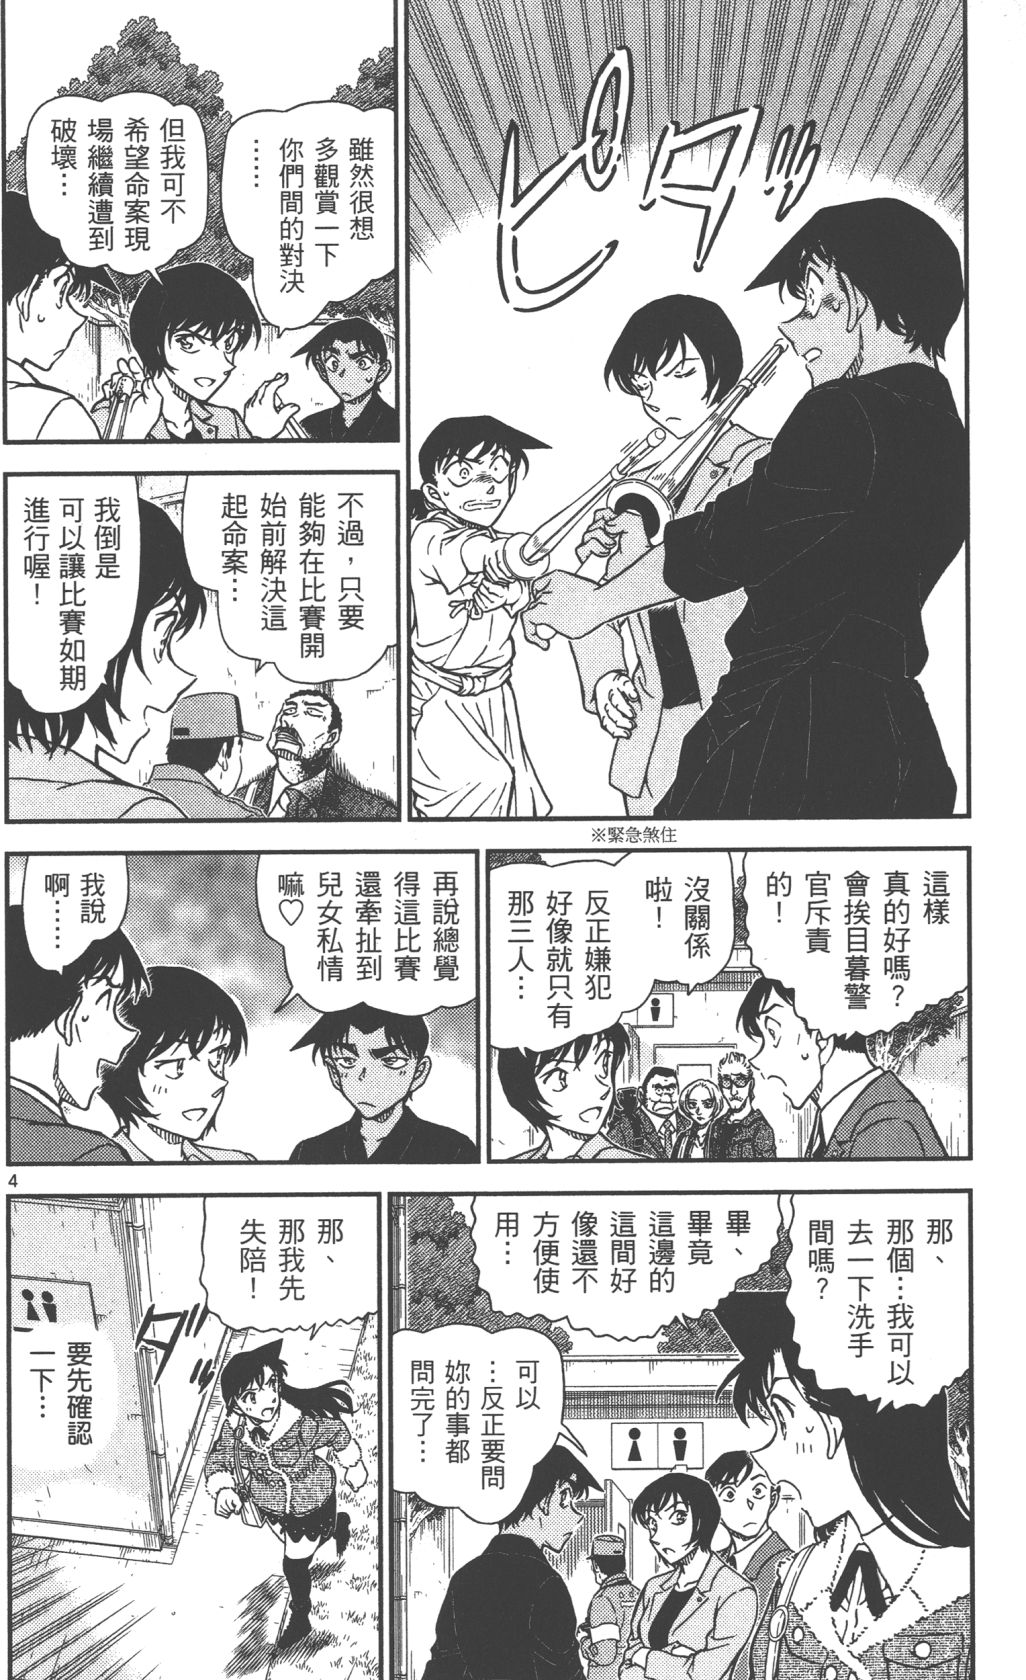 ピタッ
※緊急煞住
雖然很想
多觀賞一下
你們間的對決
……
但我可不
希望命案現
場繼續遭到
破壞…
不過，只要
能夠在比賽開
始前解決這
起命案…
我倒是
可以讓比賽如期
進行喔！
這樣
真的好嗎？
會挨目暮警
官斥責
的！
沒關係
啦！
反正嫌犯
好像就只有
那三人…
再說總覺
得這比賽
還牽扯到
兒女私情
嘛♡
我說
啊……
4
那、
那個…我可以
去一下洗手
間嗎？
畢、
畢竟
這邊的
這間好
像還不
方便使
用…
可以
…反正要問
妳的事都
問完了…
那、
那我先
失陪！
ダッ
要先確認
一下…